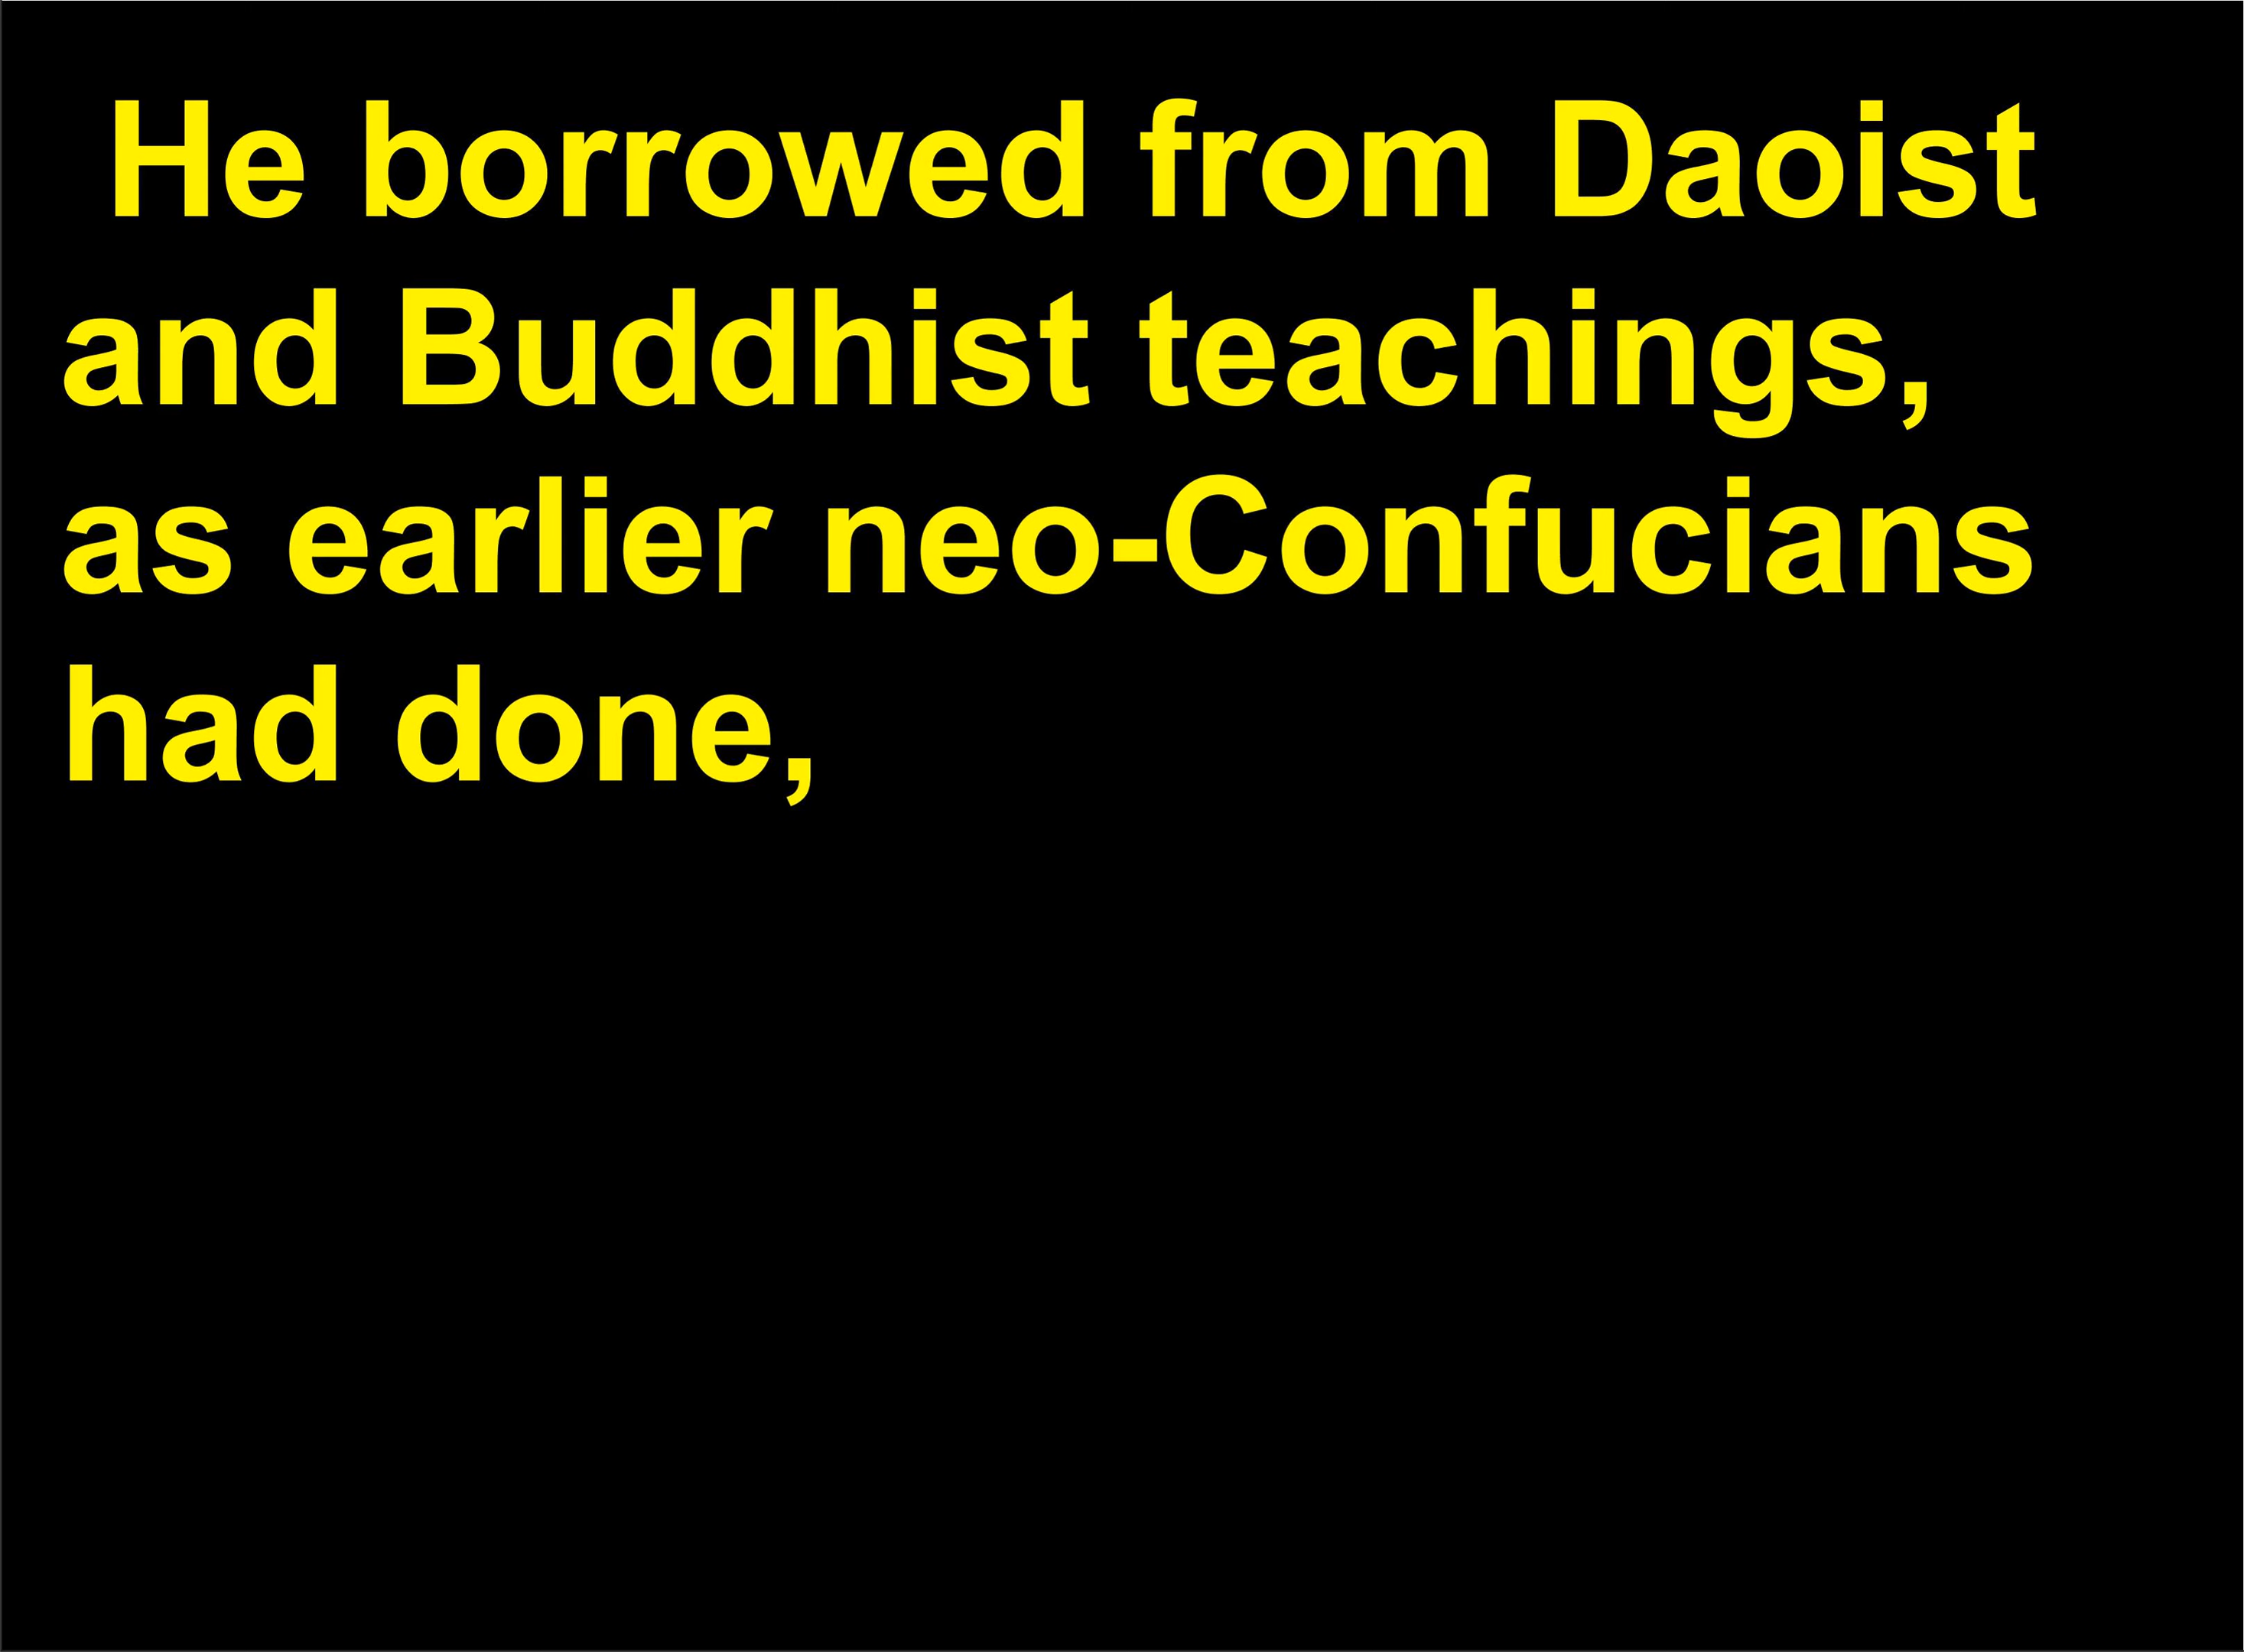 He borrowed from Daoist
and Buddhist teachings,
as earlier neo-Confucians
had done,